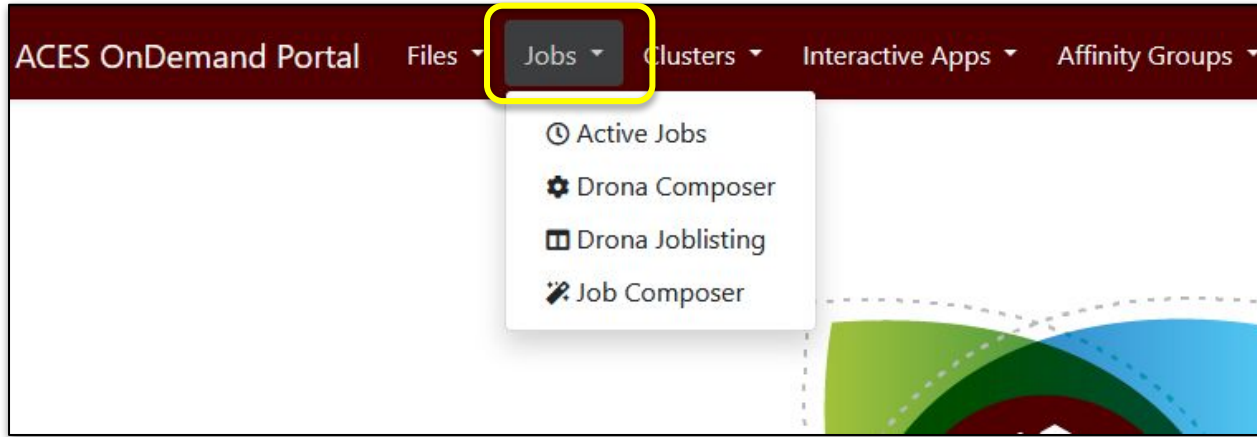 ACES OnDemand Portal Files Jobs Clusters Interactive Apps Affinity Groups
Active Jobs
Drona Composer
Drona Joblisting
Job Composer